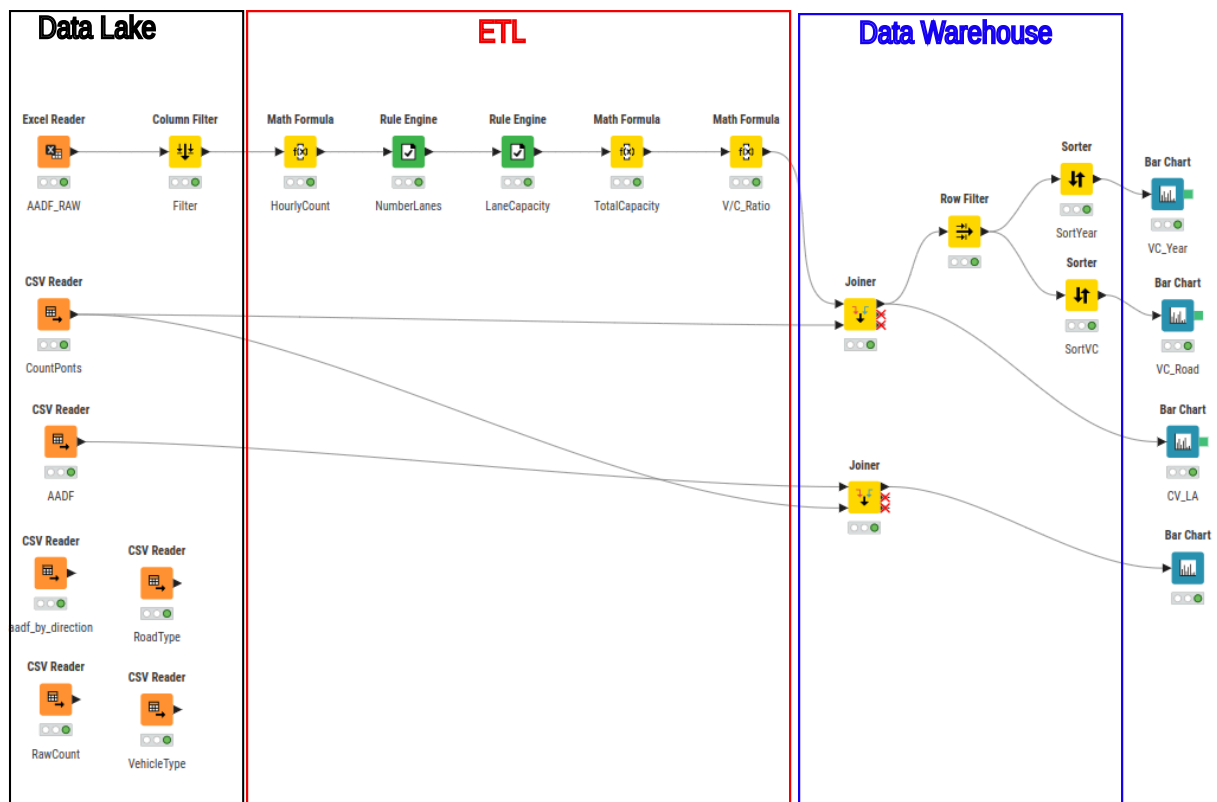 Data Lake
ETL
Data Warehouse
Excel Reader
AADF_RAW
Column Filter
Filter
Math Formula
HourlyCount
Rule Engine
NumberLanes
Rule Engine
LaneCapacity
Math Formula
TotalCapacity
Math Formula
V/C_Ratio
Sorter
SortYear
Bar Chart
VC_Year
Row Filter
CSV Reader
CountPonts
Joiner
Sorter
SortVC
Bar Chart
VC_Road
CSV Reader
AADF
Bar Chart
CV_LA
Joiner
Bar Chart
CSV Reader
aadf_by_direction
CSV Reader
RoadType
CSV Reader
RawCount
CSV Reader
VehicleType